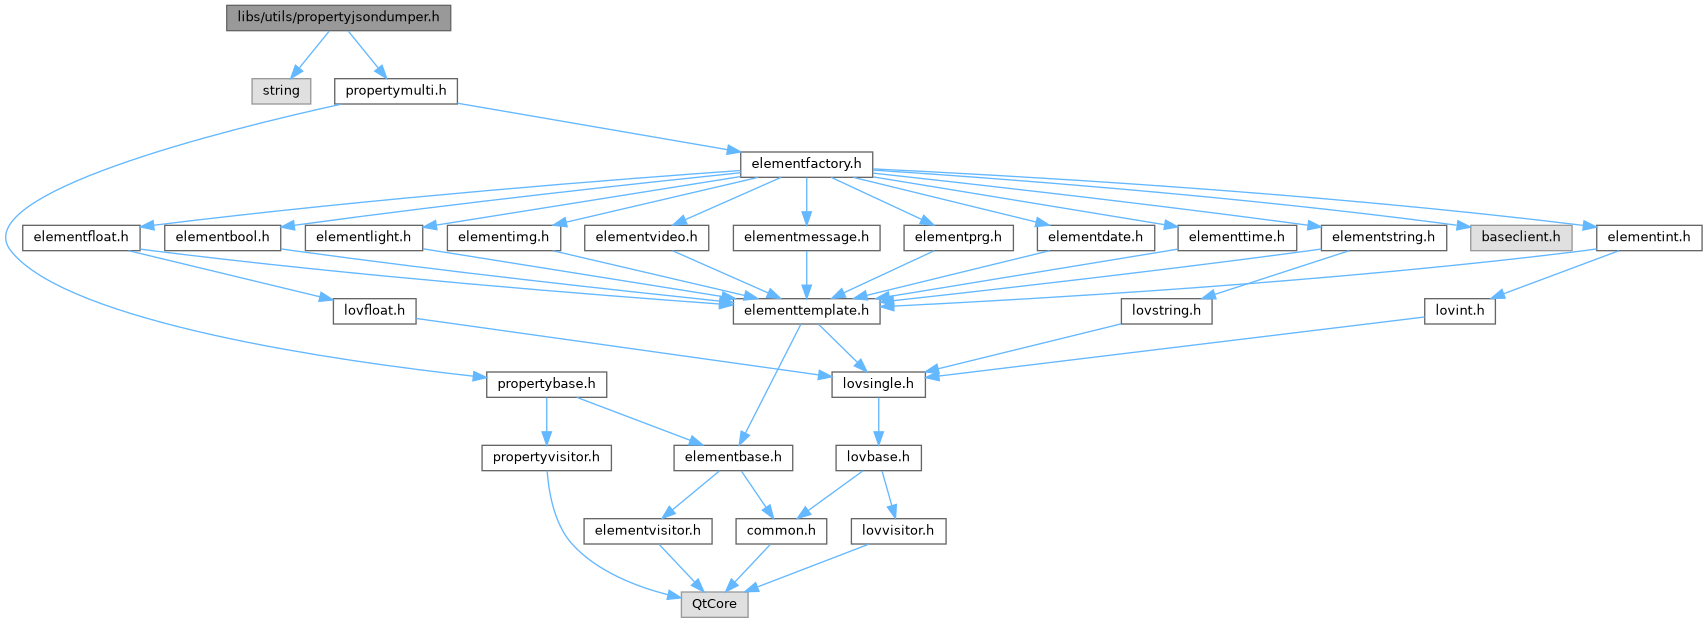 libs/utils/propertyjsondumper.h
string
propertymulti.h
elementfactory.h
elementfloat.h
elementbool.h
elementlight.h
elementimg.h
elementvideo.h
elementmessage.h
elementprg.h
elementdate.h
elementtime.h
elementstring.h
baseclient.h
elementint.h
lovfloat.h
elementtemplate.h
lovstring.h
lovint.h
propertybase.h
lovsingle.h
propertyvisitor.h
elementbase.h
lovbase.h
elementvisitor.h
common.h
lovvisitor.h
QtCore